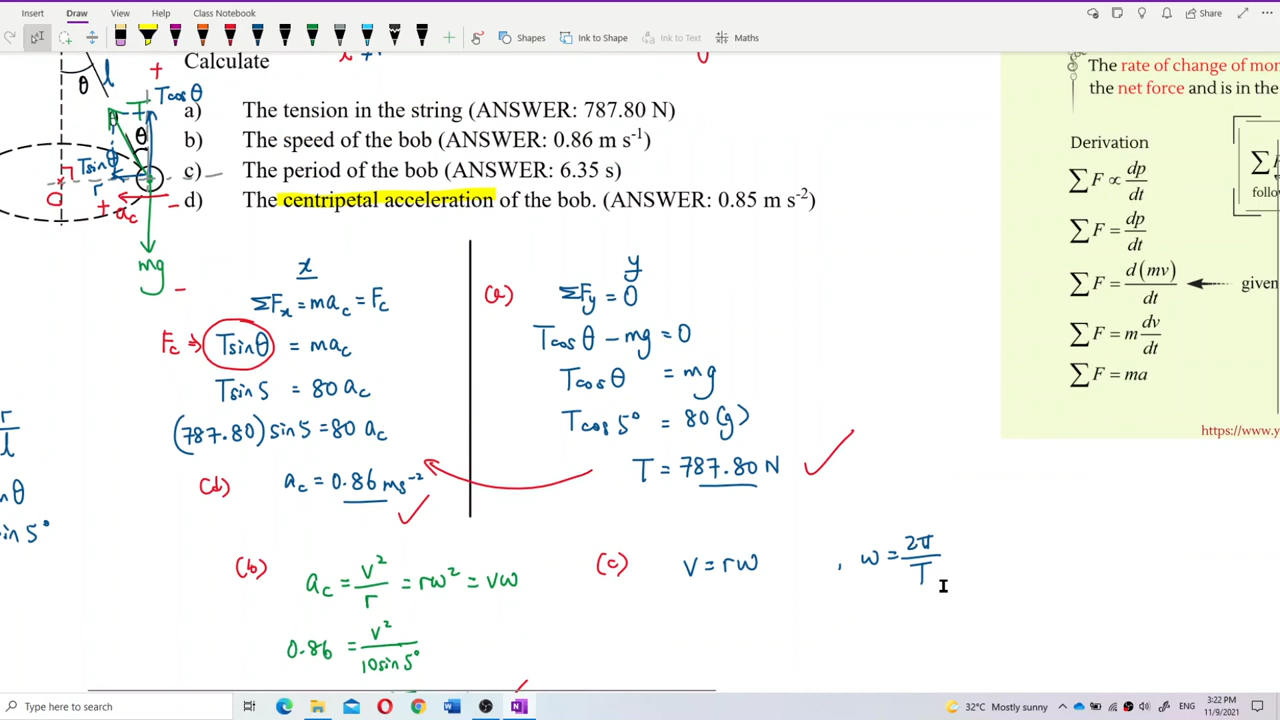 Insert Draw View Help Class Notebook Share
Shapes Ink to Shape Ink to Text Maths
Calculate
a) The tension in the string (ANSWER: 787.80 N)
b) The speed of the bob (ANSWER: 0.86 m s⁻¹)
c) The period of the bob (ANSWER: 6.35 s)
d) The centripetal acceleration of the bob. (ANSWER: 0.85 m s⁻²)
θ l +
Tcosθ
T
θ
Tsinθ
r
O + ac −
mg −
x
ΣFₓ = mac = Fc
Fc ⇒ Tsinθ = mac
Tsin5 = 80 ac
(787.80) sin5 = 80 ac
(d) ac = 0.86 ms⁻²
(a) y
ΣFy = 0
Tcosθ − mg = 0
Tcosθ = mg
Tcos5° = 80(g)
T = 787.80 N
(b) ac = v²/r = rω² = vω
0.86 = v²/10sin5°
(c) v = rω , ω = 2π/T
r/l
nθ
in5°
The rate of change of mom
the net force and is in the
Derivation
∑F ∝ dp/dt
∑F = dp/dt
∑F = d(mv)/dt given
∑F = m dv/dt
∑F = ma
∑
follo
https://www.y
Type here to search
32°C Mostly sunny
ENG
3:22 PM
11/9/2021